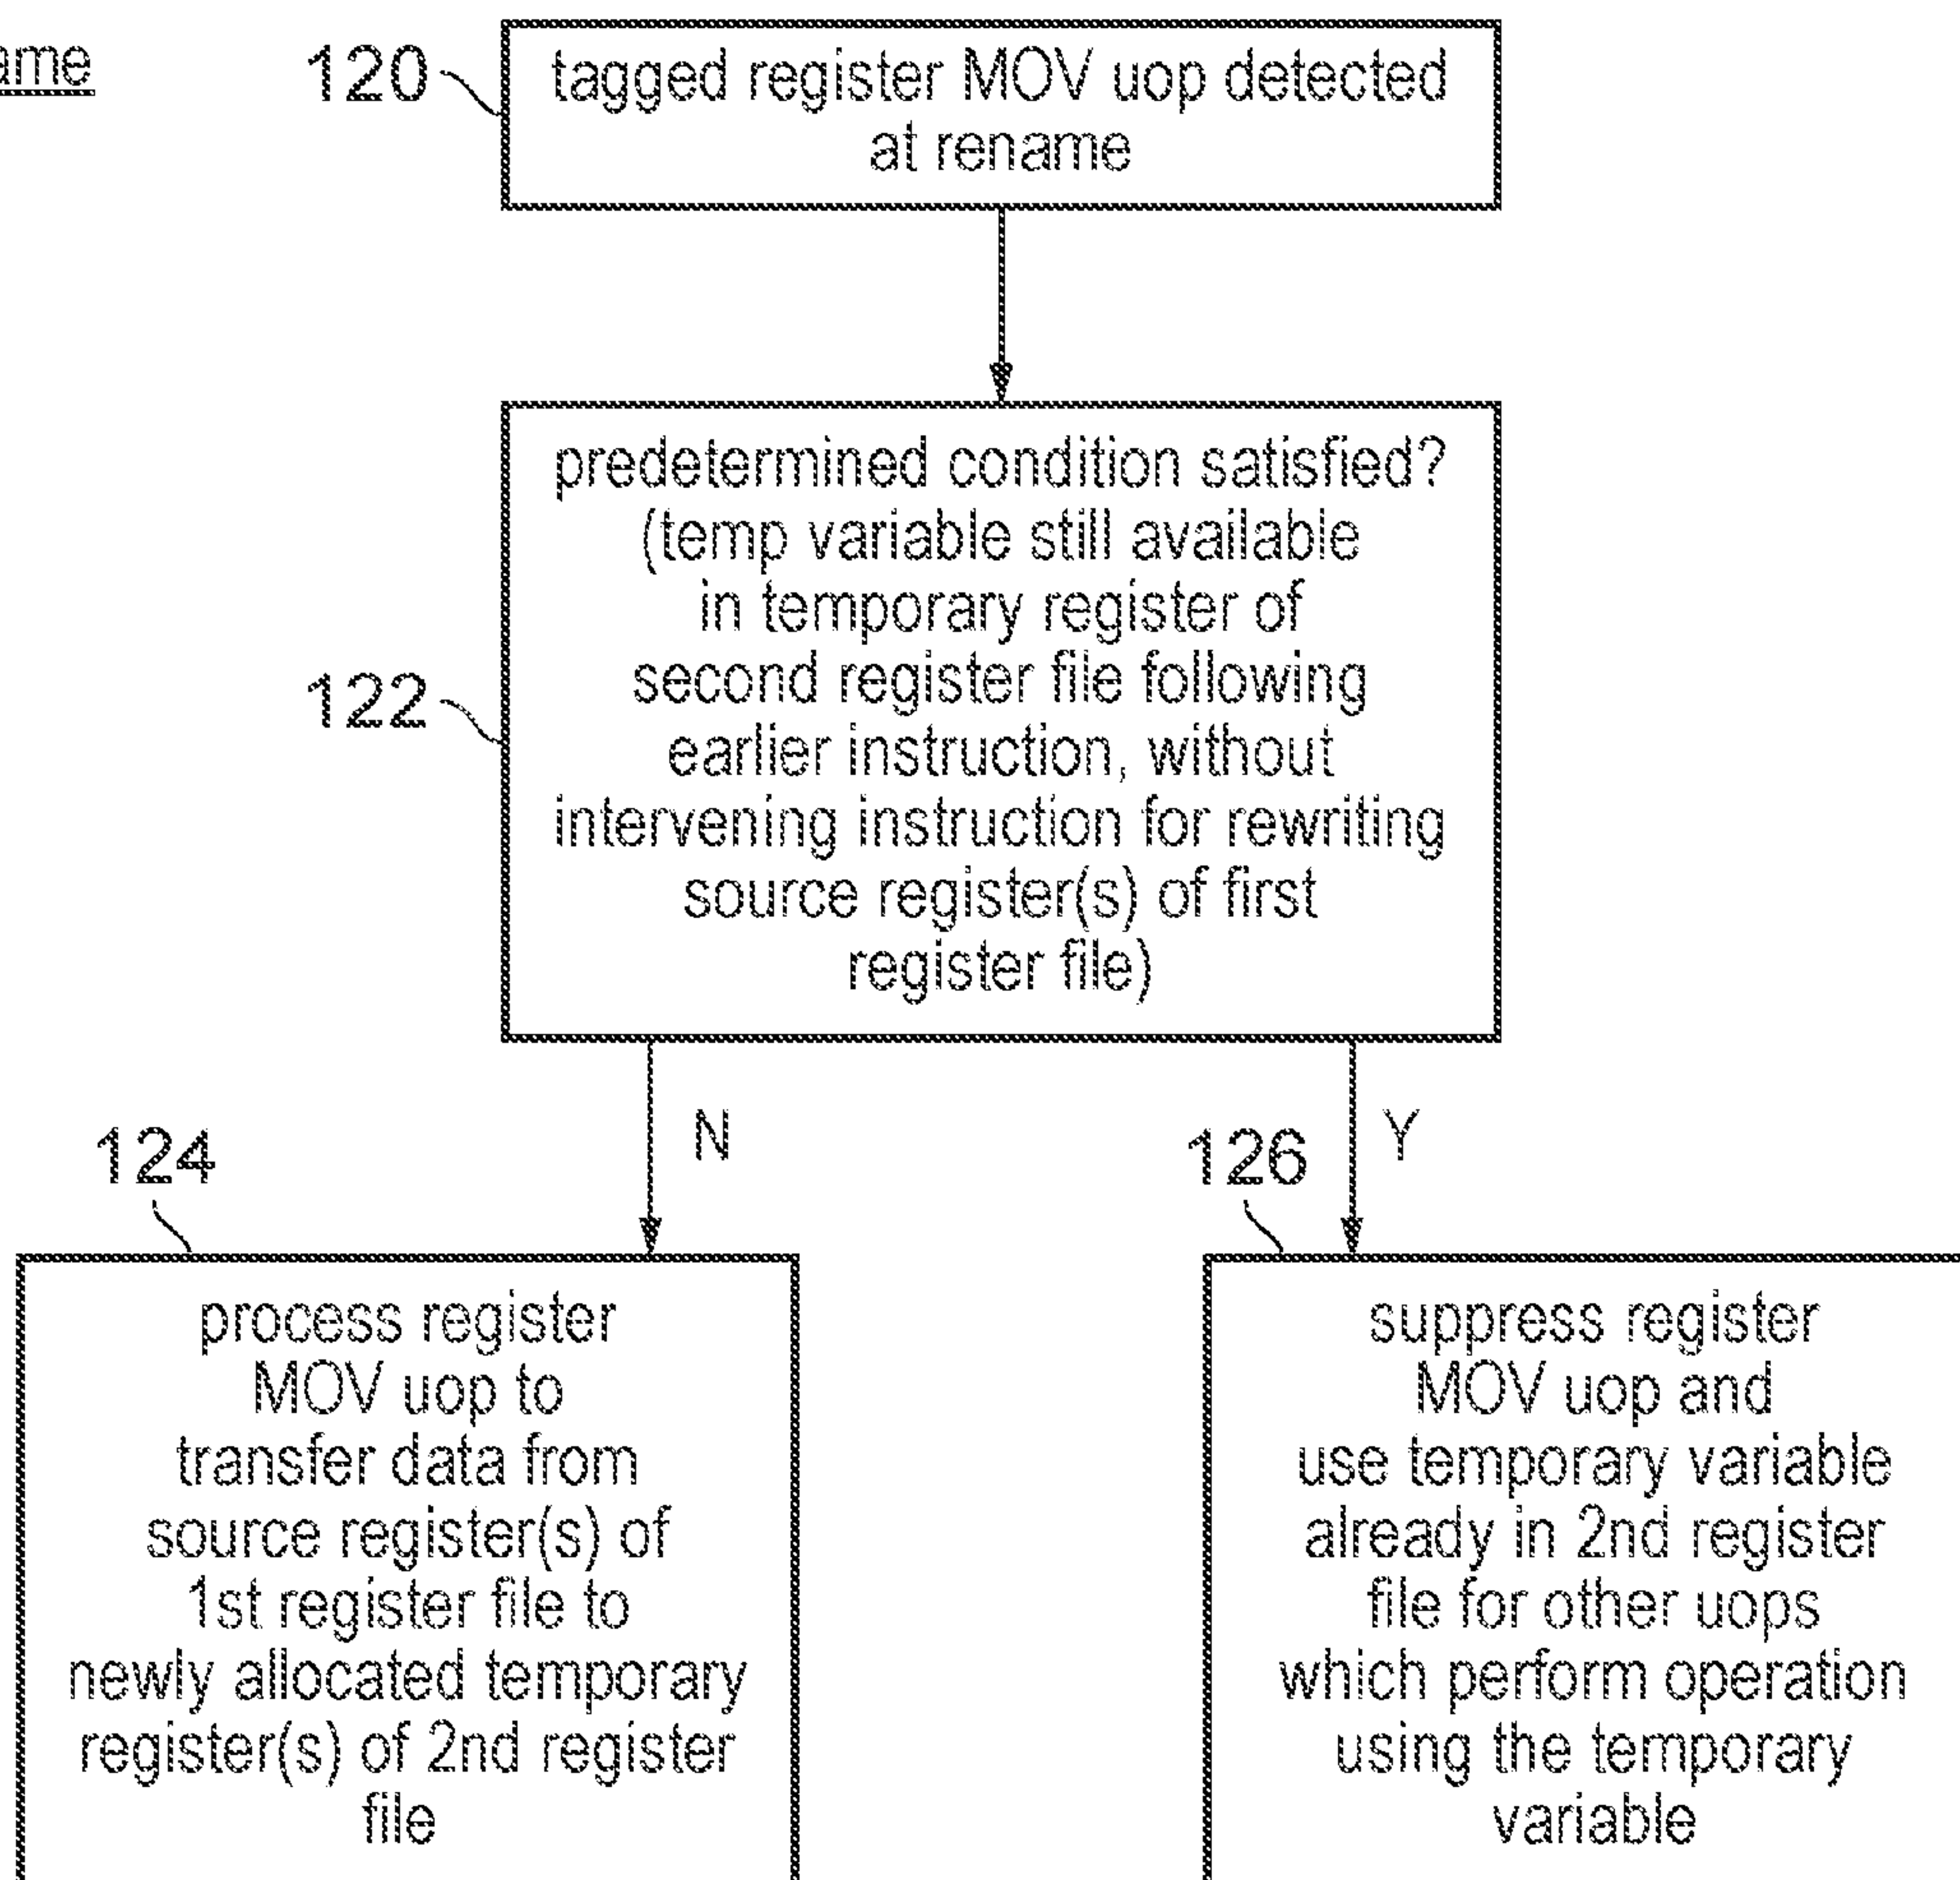 120
tagged register MOV uop detected
at rename
122
predetermined condition satisfied?
(temp variable still available
in temporary register of
second register file following
earlier instruction, without
intervening instruction for rewriting
source register(s) of first
register file)
N
Y
124
process register
MOV uop to
transfer data from
source register(s) of
1st register file to
newly allocated temporary
register(s) of 2nd register
file
126
suppress register
MOV uop and
use temporary variable
already in 2nd register
file for other uops
which perform operation
using the temporary
variable